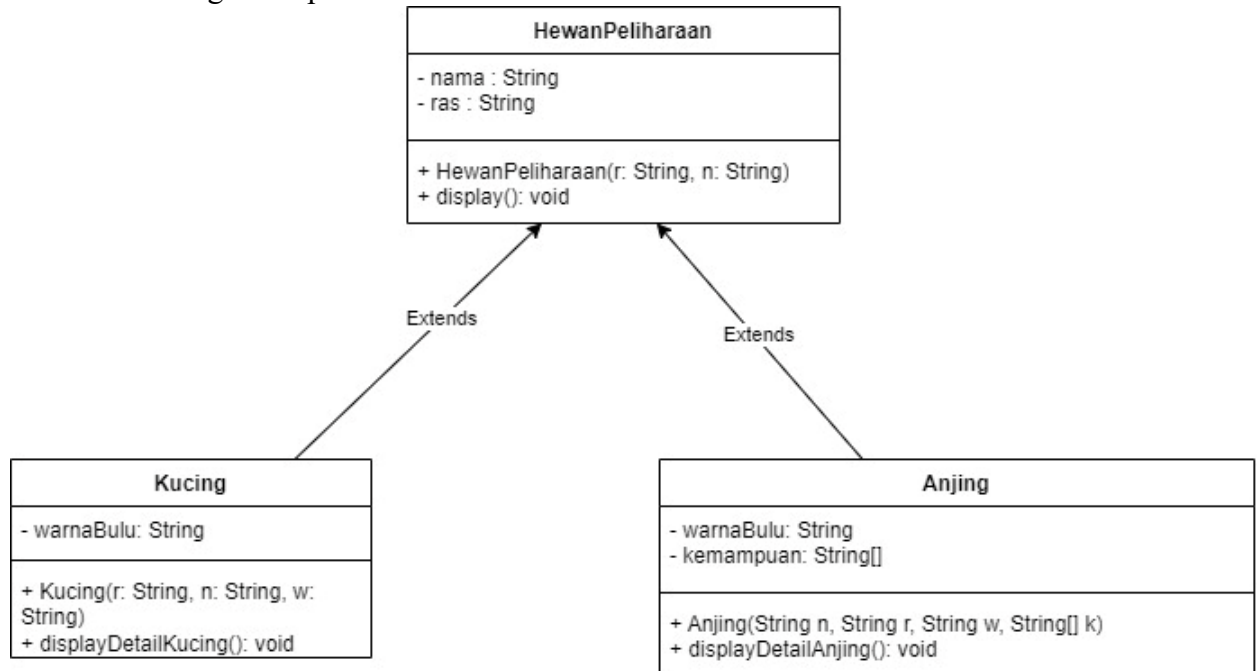 HewanPeliharaan
- nama : String
- ras : String
+ HewanPeliharaan(r: String, n: String)
+ display(): void
Extends
Extends
Kucing
- warnaBulu: String
+ Kucing(r: String, n: String, w:
String)
+ displayDetailKucing(): void
Anjing
- warnaBulu: String
- kemampuan: String[]
+ Anjing(String n, String r, String w, String[] k)
+ displayDetailAnjing(): void